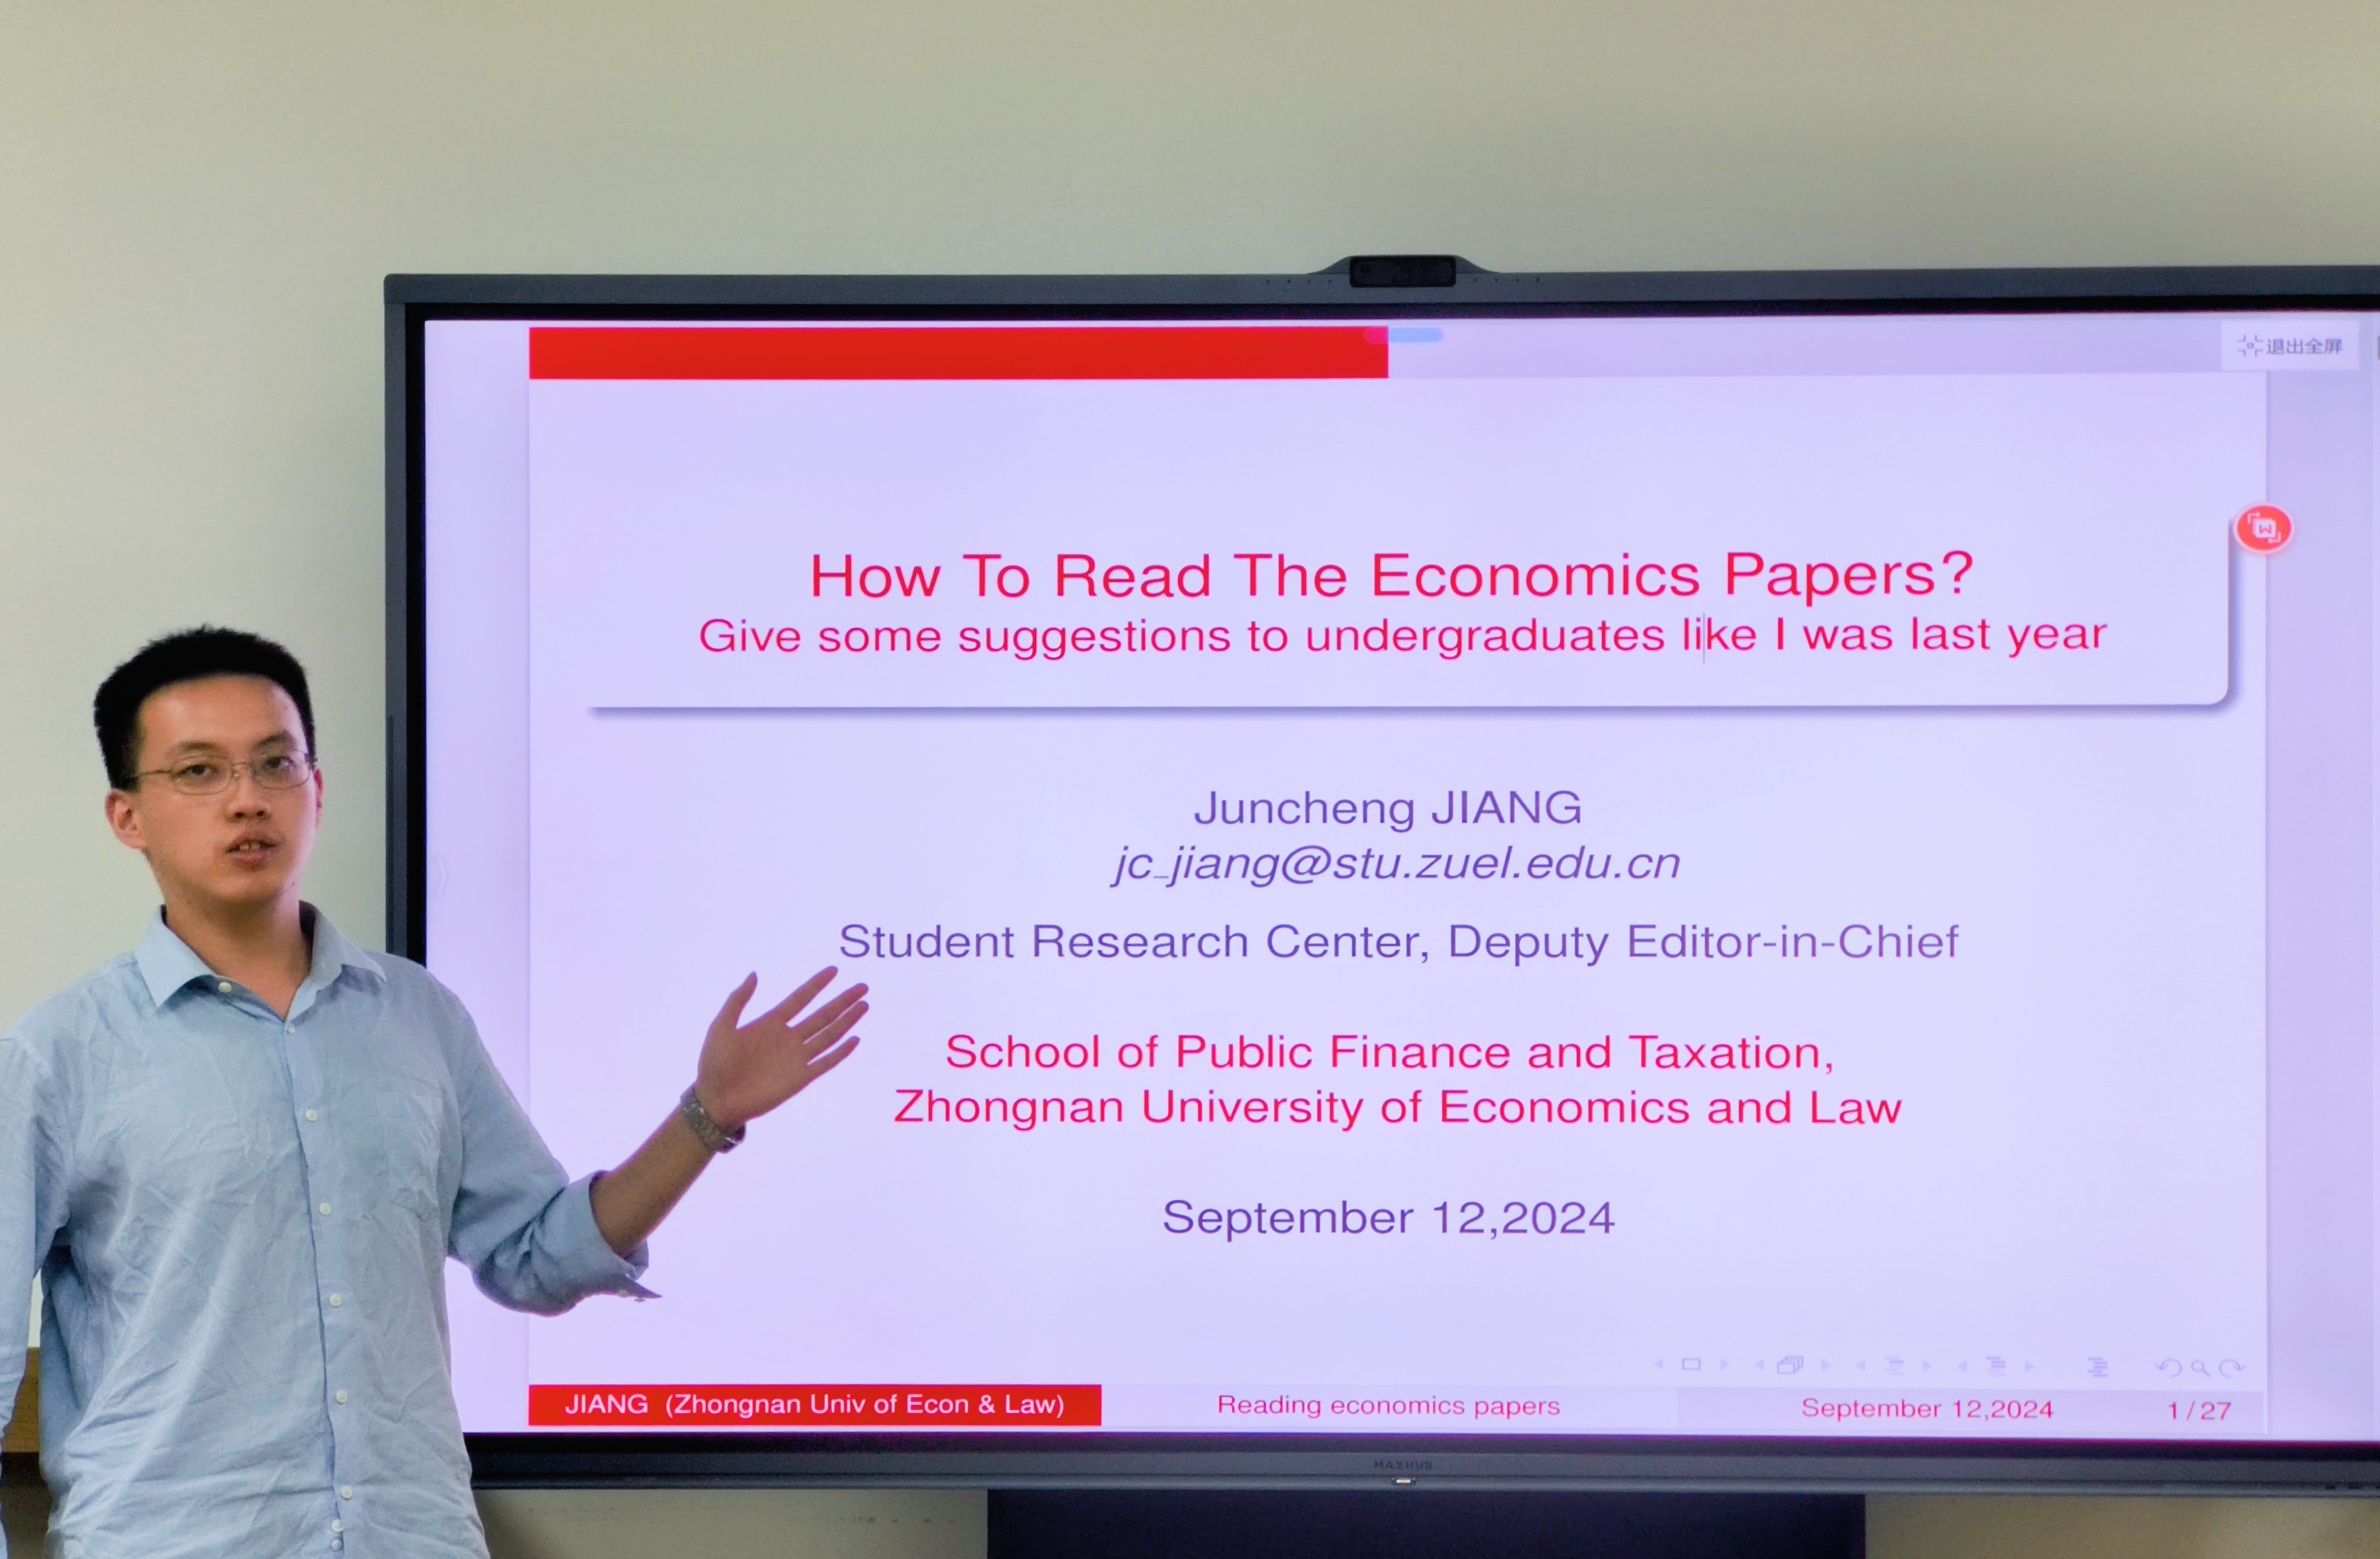 退出全屏
How To Read The Economics Papers?
Give some suggestions to undergraduates like I was last year
Juncheng JIANG
jc_jiang@stu.zuel.edu.cn
Student Research Center, Deputy Editor-in-Chief
School of Public Finance and Taxation,
Zhongnan University of Economics and Law
September 12,2024
JIANG (Zhongnan Univ of Econ & Law)
Reading economics papers
September 12,2024
1 / 27
MAXHUB